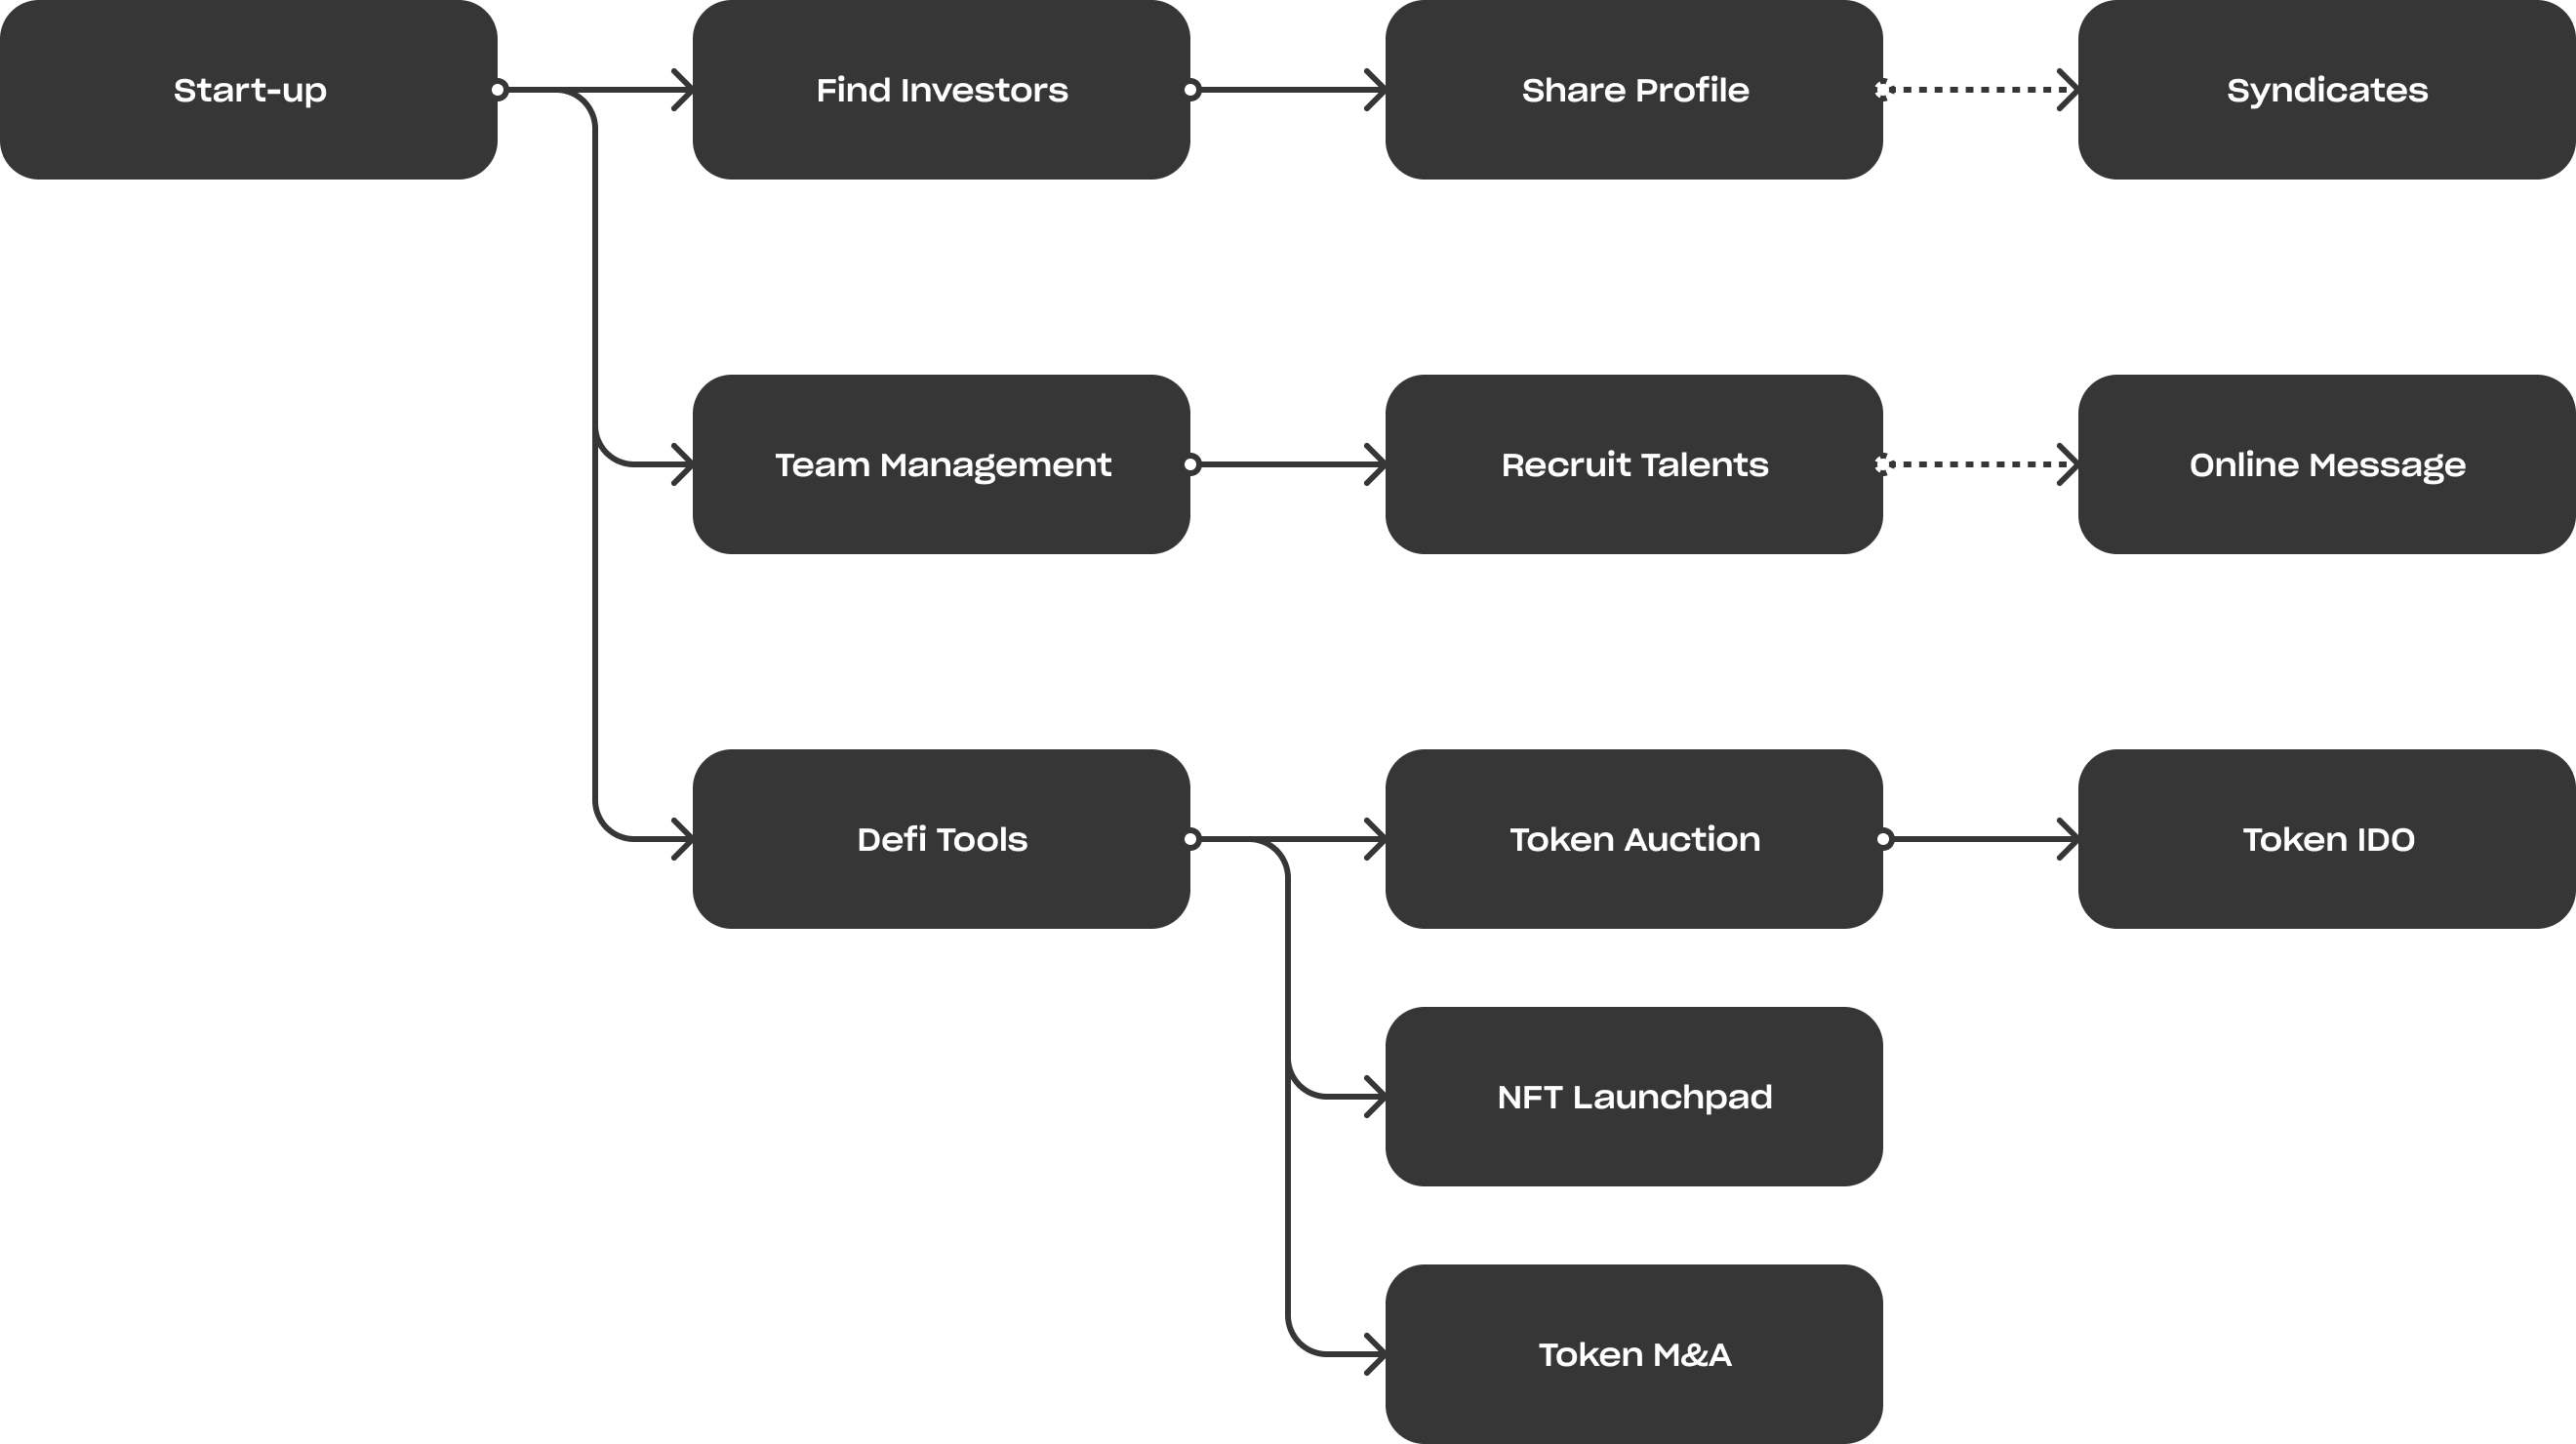 Start-up
Find Investors
Share Profile
Syndicates
Team Management
Recruit Talents
Online Message
Defi Tools
Token Auction
Token IDO
NFT Launchpad
Token M&A